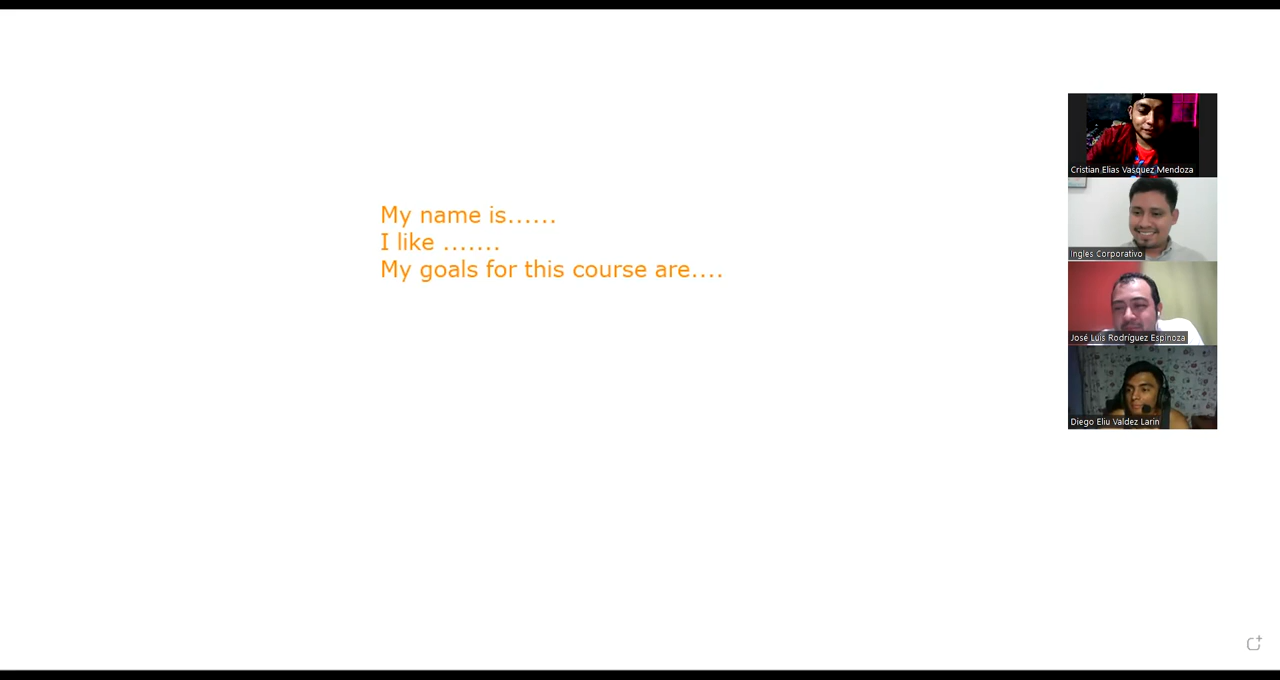 My name is......
I like .......
My goals for this course are....
Cristian Elias Vasquez Mendoza
Ingles Corporativo
José Luis Rodríguez Espinoza
Diego Eliu Valdez Larin